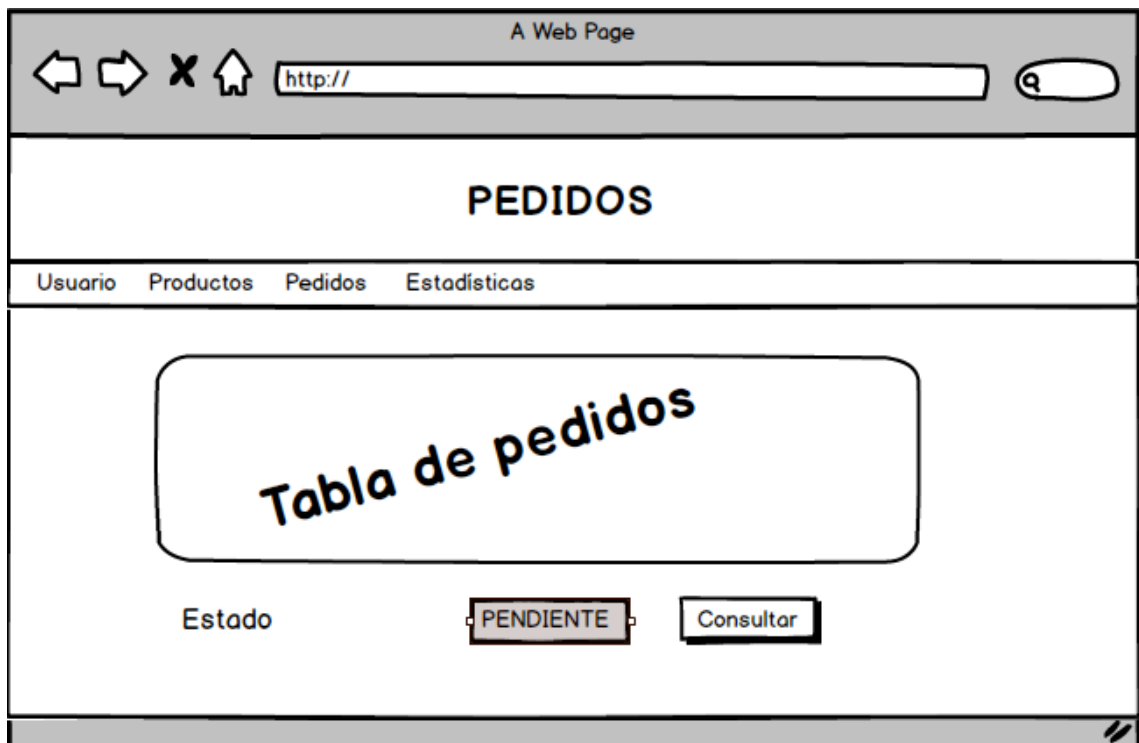 A Web Page
http://
PEDIDOS
Usuario Productos Pedidos Estadísticas
Tabla de pedidos
Estado PENDIENTE Consultar